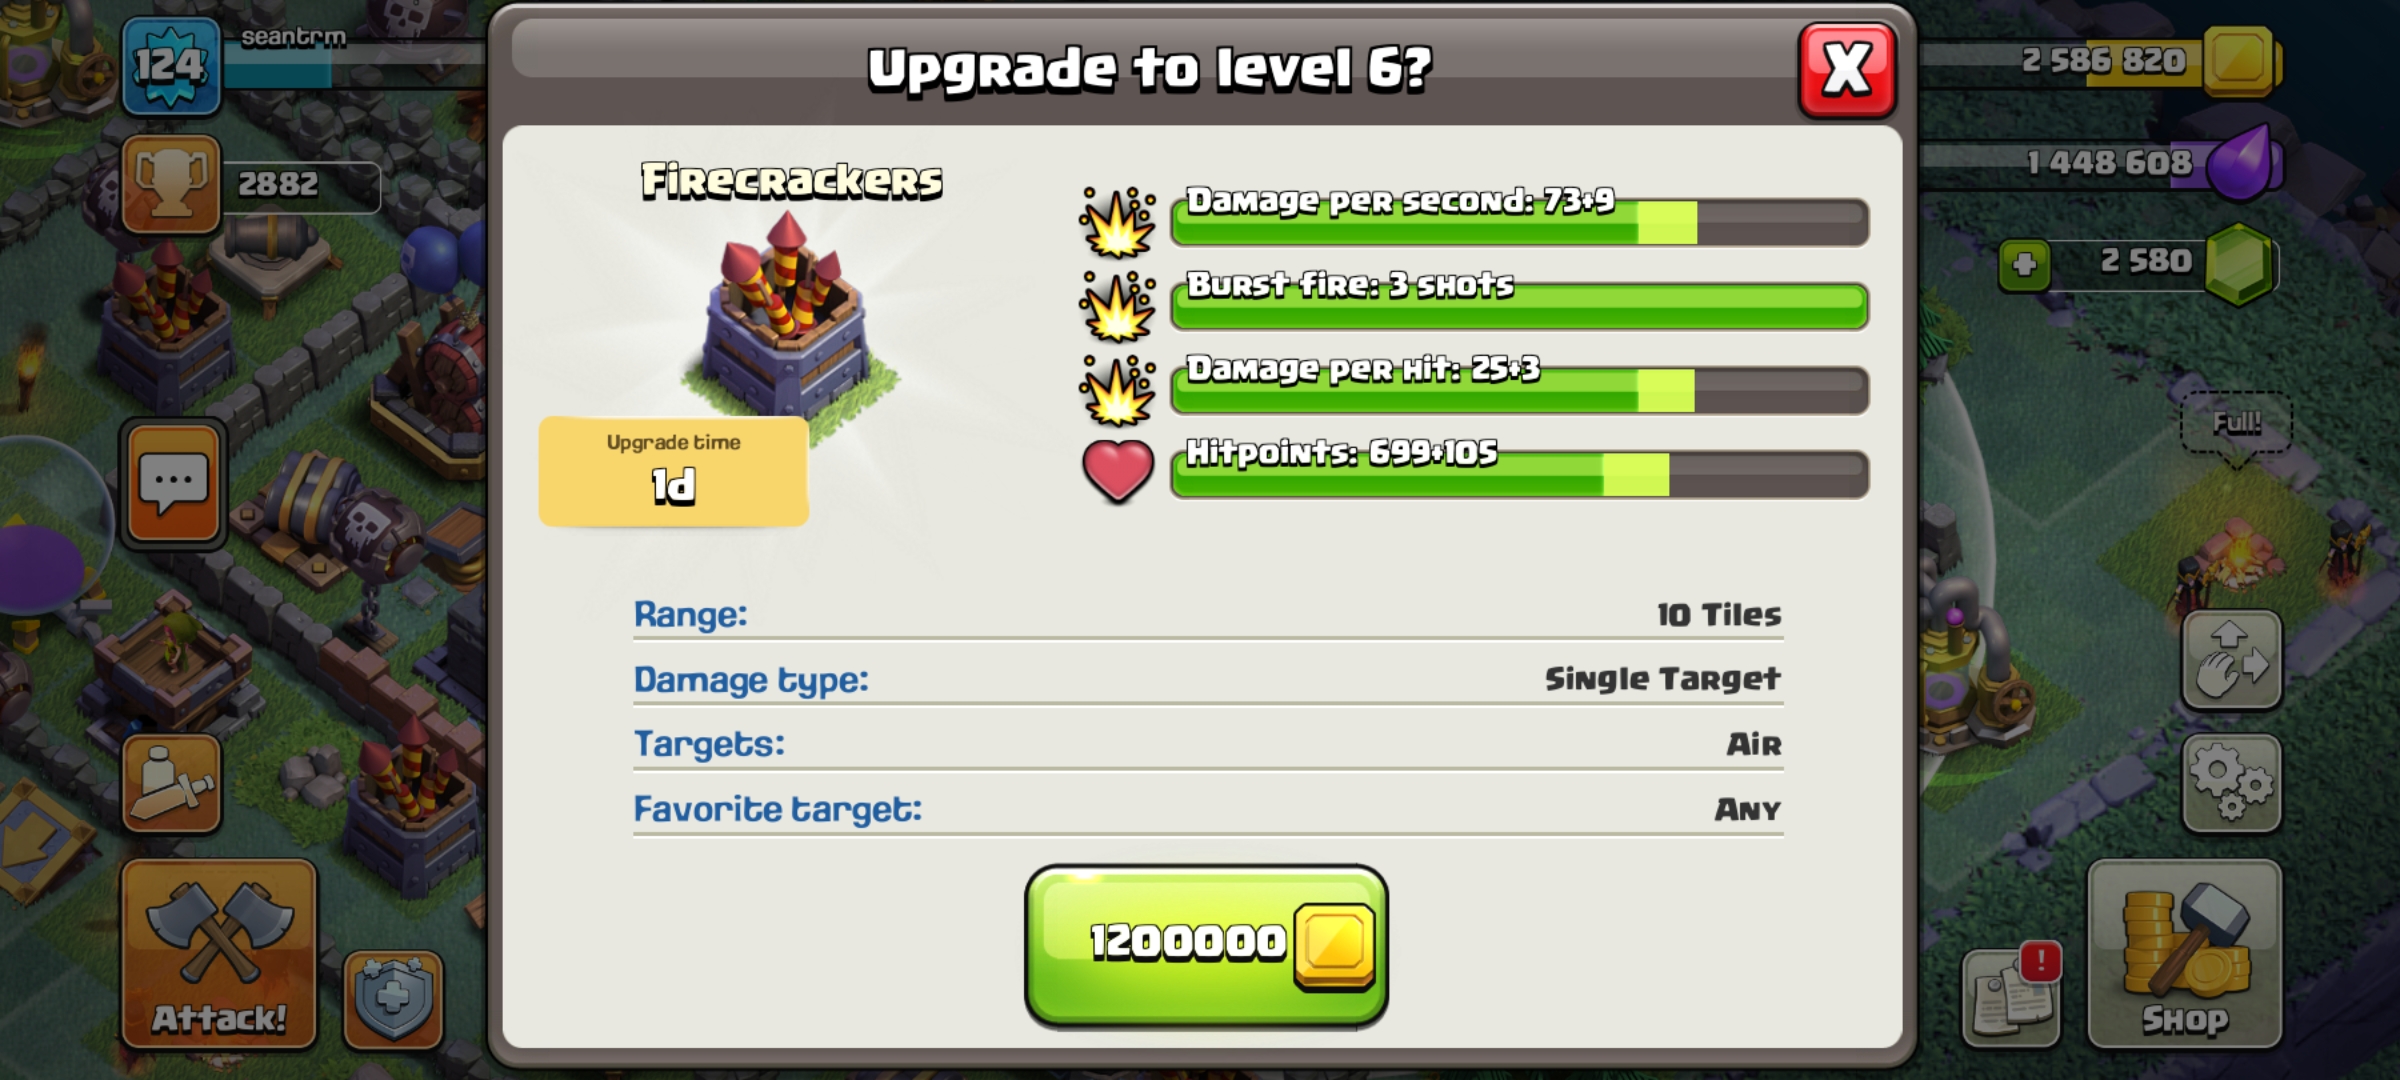 124
seantrm
2882
Upgrade to level 6?
X
2 586 820
1 448 608
2 580
Firecrackers
Upgrade time
1d
Damage per second: 73+9
Burst fire: 3 shots
Damage per hit: 25+3
Hitpoints: 699+105
Full!
Range: 10 Tiles
Damage type: Single Target
Targets: Air
Favorite target: Any
1200000
Attack!
!
Shop